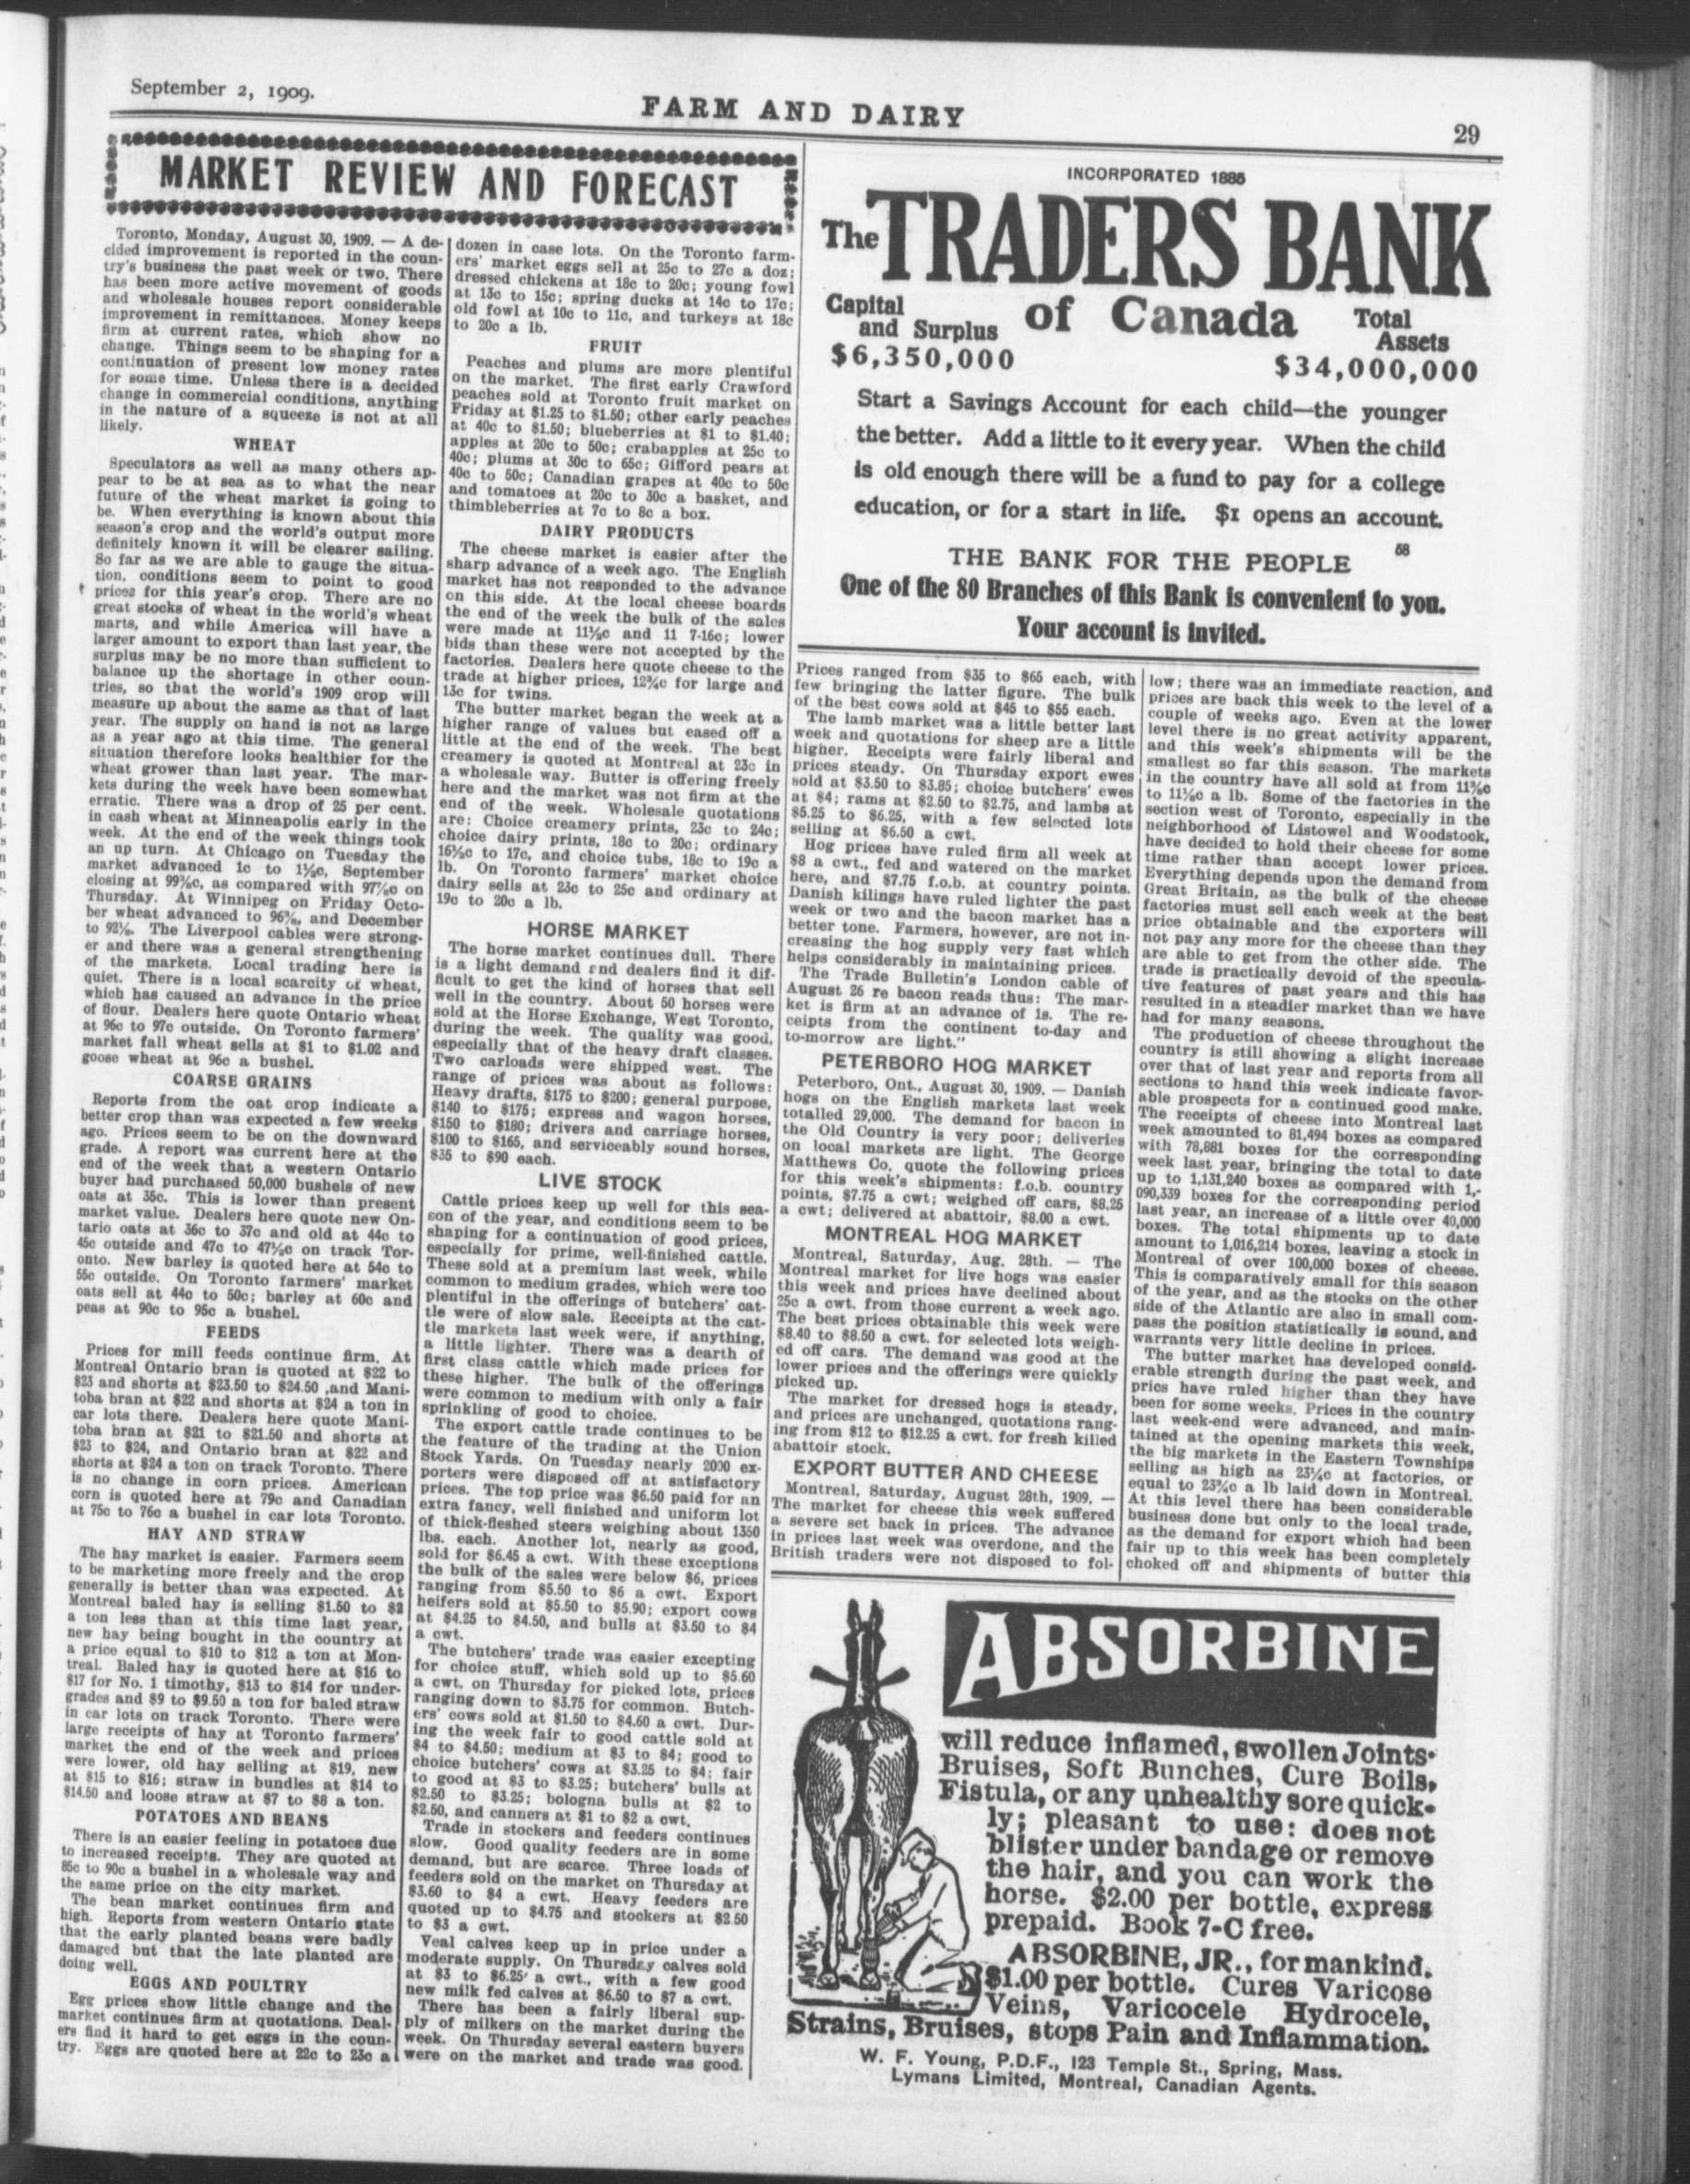 September 2, 1909.
FARM AND DAIRY
29
MARKET REVIEW AND FORECAST
Toronto, Monday, August 30, 1909. — A de-
cided improvement is reported in the coun-
try's business the past week or two. There
has been more active movement of goods
and wholesale houses report considerable
improvement in remittances. Money keeps
firm at current rates, which show no
change. Things seem to be shaping for a
continuation of present low money rates
for some time. Unless there is a decided
change in commercial conditions, anything
in the nature of a squeeze is not at all
likely.
WHEAT
Speculators as well as many others ap-
pear to be at sea as to what the near
future of the wheat market is going to
be. When everything is known about this
season's crop and the world's output more
definitely known it will be clearer sailing.
So far as we are able to gauge the situa-
tion, conditions seem to point to good
prices for this year's crop. There are no
great stocks of wheat in the world's wheat
marts, and while America will have a
larger amount to export than last year, the
surplus may be no more than sufficient to
balance up the shortage in other coun-
tries, so that the world's 1909 crop will
measure up about the same as that of last
year. The supply on hand is not as large
as a year ago at this time. The general
situation therefore looks healthier for the
wheat grower than last year. The mar-
kets during the week have been somewhat
erratic. There was a drop of 25 per cent.
in cash wheat at Minneapolis early in the
week. At the end of the week things took
an up turn. At Chicago on Tuesday the
market advanced 1c to September
closing at as compared with on
Thursday. At Winnipeg on Friday Octo-
ber wheat advanced to and December
to The Liverpool cables were strong-
er and there was a general strengthening
of the markets. Local trading here is
quiet. There is a local scarcity of wheat,
which has caused an advance in the price
of flour. Dealers here quote Ontario wheat
at 96c to 97c outside. On Toronto farmers'
market fall wheat sells at $1 to $1.02 and
goose wheat at 96c a bushel.
COARSE GRAINS
Reports from the oat crop indicate a
better crop than was expected a few weeks
ago. Prices seem to be on the downward
grade. A report was current here at the
end of the week that a western Ontario
buyer had purchased 50,000 bushels of new
oats at 35c. This is lower than present
market value. Dealers here quote new On-
tario oats at 36c to 37c and old at 44c to
45c outside and 47c to 47½c on track Tor-
onto. New barley is quoted here at 54c to
55c outside. On Toronto farmers' market
oats sell at 44c to 50c; barley at 60c and
peas at 90c to 95c a bushel.
FEEDS
Prices for mill feeds continue firm. At
Montreal Ontario bran is quoted at $22 to
$23 and shorts at $23.50 to $24.50 ,and Mani-
toba bran at $22 and shorts at $24 a ton in
car lots there. Dealers here quote Mani-
toba bran at $21 to $21.50 and shorts at
$23 to $24, and Ontario bran at $22 and
shorts at $24 a ton on track Toronto. There
is no change in corn prices. American
corn is quoted here at 79c and Canadian
at 75c to 76c a bushel in car lots Toronto.
HAY AND STRAW
The hay market is easier. Farmers seem
to be marketing more freely and the crop
generally is better than was expected. At
Montreal baled hay is selling $1.50 to $2
a ton less than at this time last year,
new hay being bought in the country at
a price equal to $10 to $12 a ton at Mon-
treal. Baled hay is quoted here at $16 to
$17 for No. 1 timothy, $13 to $14 for under-
grades and $9 to $9.50 a ton for baled straw
in car lots on track Toronto. There were
large receipts of hay at Toronto farmers'
market the end of the week and prices
were lower, old hay selling at $19, new
at $15 to $16; straw in bundles at $14 to
$14.50 and loose straw at $7 to $8 a ton.
POTATOES AND BEANS
There is an easier feeling in potatoes due
to increased receipts. They are quoted at
85c to 90c a bushel in a wholesale way and
the same price on the city market.
The bean market continues firm and
high. Reports from western Ontario state
that the early planted beans were badly
damaged but that the late planted are
doing well.
EGGS AND POULTRY
Egg prices show little change and the
market continues firm at quotations. Deal-
ers find it hard to get eggs in the coun-
try. Eggs are quoted here at 22c to 23c a
dozen in case lots. On the Toronto farm-
ers' market eggs sell at 25c to 27c a doz;
dressed chickens at 18c to 20c; young fowl
at 13c to 15c; spring ducks at 14c to 17c;
old fowl at 10c to 11c, and turkeys at 18c
to 20c a lb.
FRUIT
Peaches and plums are more plentiful
on the market. The first early Crawford
peaches sold at Toronto fruit market on
Friday at $1.25 to $1.50; other early peaches
at 40c to $1.50; blueberries at $1 to $1.40;
apples at 20c to 50c; crabapples at 25c to
40c; plums at 30c to 65c; Gifford pears at
40c to 50c; Canadian grapes at 40c to 50c
and tomatoes at 20c to 30c a basket, and
thimbleberries at 7c to 8c a box.
DAIRY PRODUCTS
The cheese market is easier after the
sharp advance of a week ago. The English
market has not responded to the advance
on this side. At the local cheese boards
the end of the week the bulk of the sales
were made at and 11 7-16c; lower
bids than these were not accepted by the
factories. Dealers here quote cheese to the
trade at higher prices, 12¾c for large and
13c for twins.
The butter market began the week at a
higher range of values but eased off a
little at the end of the week. The best
creamery is quoted at Montreal at 23c in
a wholesale way. Butter is offering freely
here and the market was not firm at the
end of the week. Wholesale quotations
are: Choice creamery prints, 23c to 24c;
choice dairy prints, 18c to 20c; ordinary
16½c to 17c, and choice tubs, 18c to 19c a
lb. On Toronto farmers' market choice
dairy sells at 23c to 25c and ordinary at
19c to 20c a lb.
HORSE MARKET
The horse market continues dull. There
is a light demand end dealers find it dif-
ficult to get the kind of horses that sell
well in the country. About 50 horses were
sold at the Horse Exchange, West Toronto,
during the week. The quality was good,
especially that of the heavy draft classes.
Two carloads were shipped west. The
range of prices was about as follows:
Heavy drafts, $175 to $200; general purpose,
$140 to $175; express and wagon horses,
$150 to $180; drivers and carriage horses,
$100 to $165, and serviceably sound horses,
$35 to $90 each.
LIVE STOCK
Cattle prices keep up well for this sea-
son of the year, and conditions seem to be
shaping for a continuation of good prices,
especially for prime, well-finished cattle.
These sold at a premium last week, while
common to medium grades, which were too
plentiful in the offerings of butchers' cat-
tle were of slow sale. Receipts at the cat-
tle markets last week were, if anything,
a little lighter. There was a dearth of
first class cattle which made prices for
these higher. The bulk of the offerings
were common to medium with only a fair
sprinkling of good to choice.
The export cattle trade continues to be
the feature of the trading at the Union
Stock Yards. On Tuesday nearly 2000 ex-
porters were disposed off at satisfactory
prices. The top price was $6.50 paid for an
extra fancy, well finished and uniform lot
of thick-fleshed steers weighing about 1350
lbs. each. Another lot, nearly as good,
sold for $6.45 a cwt. With these exceptions
the bulk of the sales were below $6, prices
ranging from $5.50 to $6 a cwt. Export
heifers sold at $5.50 to $5.90; export cows
at $4.25 to $4.50, and bulls at $3.50 to $4
a cwt.
The butchers' trade was easier excepting
for choice stuff, which sold up to $5.60
a cwt. on Thursday for picked lots, prices
ranging down to $3.75 for common. Butch-
ers' cows sold at $1.50 to $4.60 a cwt. Dur-
ing the week fair to good cattle sold at
$4 to $4.50; medium at $3 to $4; good to
choice butchers' cows at $3.25 to $4; fair
to good at $3 to $3.25; butchers' bulls at
$2.50 to $3.25; bologna bulls at $2 to
$2.50, and canners at $1 to $2 a cwt.
Trade in stockers and feeders continues
slow. Good quality feeders are in some
demand, but are scarce. Three loads of
feeders sold on the market on Thursday at
$3.60 to $4 a cwt. Heavy feeders are
quoted up to $4.75 and stockers at $2.50
to $3 a cwt.
Veal calves keep up in price under a
moderate supply. On Thursday calves sold
at $3 to $6.25 a cwt., with a few good
new milk fed calves at $6.50 to $7 a cwt.
There has been a fairly liberal sup-
ply of milkers on the market during the
week. On Thursday several eastern buyers
were on the market and trade was good.
INCORPORATED 1885
The TRADERS BANK
of Canada
Capital
and Surplus
$6,350,000
Total
Assets
$34,000,000
Start a Savings Account for each child—the younger
the better. Add a little to it every year. When the child
is old enough there will be a fund to pay for a college
education, or for a start in life. $1 opens an account.
THE BANK FOR THE PEOPLE 58
One of the 80 Branches of this Bank is convenient to you.
Your account is invited.
Prices ranged from $35 to $65 each, with
few bringing the latter figure. The bulk
of the best cows sold at $45 to $55 each.
The lamb market was a little better last
week and quotations for sheep are a little
higher. Receipts were fairly liberal and
prices steady. On Thursday export ewes
sold at $3.50 to $3.85; choice butchers' ewes
at $4; rams at $2.50 to $2.75, and lambs at
$5.25 to $6.25, with a few selected lots
selling at $6.50 a cwt.
Hog prices have ruled firm all week at
$8 a cwt., fed and watered on the market
here, and $7.75 f.o.b. at country points.
Danish kilings have ruled lighter the past
week or two and the bacon market has a
better tone. Farmers, however, are not in-
creasing the hog supply very fast which
helps considerably in maintaining prices.
The Trade Bulletin's London cable of
August 26 re bacon reads thus: The mar-
ket is firm at an advance of 1s. The re-
ceipts from the continent to-day and
to-morrow are light."
PETERBORO HOG MARKET
Peterboro, Ont., August 30, 1909. — Danish
hogs on the English markets last week
totalled 29,000. The demand for bacon in
the Old Country is very poor; deliveries
on local markets are light. The George
Matthews Co. quote the following prices
for this week's shipments: f.o.b. country
points, $7.75 a cwt; weighed off cars, $8.25
a cwt; delivered at abattoir, $8.00 a cwt.
MONTREAL HOG MARKET
Montreal, Saturday, Aug. 28th. — The
Montreal market for live hogs was easier
this week and prices have declined about
25c a cwt. from those current a week ago.
The best prices obtainable this week were
$8.40 to $8.50 a cwt. for selected lots weigh-
ed off cars. The demand was good at the
lower prices and the offerings were quickly
picked up.
The market for dressed hogs is steady,
and prices are unchanged, quotations rang-
ing from $12 to $12.25 a cwt. for fresh killed
abattoir stock.
EXPORT BUTTER AND CHEESE
Montreal, Saturday, August 28th, 1909. —
The market for cheese this week suffered
a severe set back in prices. The advance
in prices last week was overdone, and the
British traders were not disposed to fol-
low; there was an immediate reaction, and
prices are back this week to the level of a
couple of weeks ago. Even at the lower
level there is no great activity apparent,
and this week's shipments will be the
smallest so far this season. The markets
in the country have all sold at from
to a lb. Some of the factories in the
section west of Toronto, especially in the
neighborhood of Listowel and Woodstock,
have decided to hold their cheese for some
time rather than accept lower prices.
Everything depends upon the demand from
Great Britain, as the bulk of the cheese
factories must sell each week at the best
price obtainable and the exporters will
not pay any more for the cheese than they
are able to get from the other side. The
trade is practically devoid of the specula-
tive features of past years and this has
resulted in a steadier market than we have
had for many seasons.
The production of cheese throughout the
country is still showing a slight increase
over that of last year and reports from all
sections to hand this week indicate favor-
able prospects for a continued good make.
The receipts of cheese into Montreal last
week amounted to 81,494 boxes as compared
with 78,881 boxes for the corresponding
week last year, bringing the total to date
up to 1,131,240 boxes as compared with 1,-
090,339 boxes for the corresponding period
last year, an increase of a little over 40,000
boxes. The total shipments up to date
amount to 1,016,214 boxes, leaving a stock in
Montreal of over 100,000 boxes of cheese.
This is comparatively small for this season
of the year, and as the stocks on the other
side of the Atlantic are also in small com-
pass the position statistically is sound, and
warrants very little decline in prices.
The butter market has developed consid-
erable strength during the past week, and
prics have ruled higher than they have
been for some weeks. Prices in the country
last week-end were advanced, and main-
tained at the opening markets this week,
the big markets in the Eastern Townships
selling as high as 23¼c at factories, or
equal to 23¾c a lb laid down in Montreal.
At this level there has been considerable
business done but only to the local trade,
as the demand for export which had been
fair up to this week has been completely
choked off and shipments of butter this
ABSORBINE
will reduce inflamed, swollen Joints.
Bruises, Soft Bunches, Cure Boils,
Fistula, or any unhealthy sore quick-
ly; pleasant to use: does not
blister under bandage or remove
the hair, and you can work the
horse. $2.00 per bottle, express
prepaid. Book 7-C free.
ABSORBINE, JR., for mankind.
$1.00 per bottle. Cures Varicose
Veins, Varicocele Hydrocele,
Strains, Bruises, stops Pain and Inflammation.
W. F. Young, P.D.F., 123 Temple St., Spring, Mass.
Lymans Limited, Montreal, Canadian Agents.